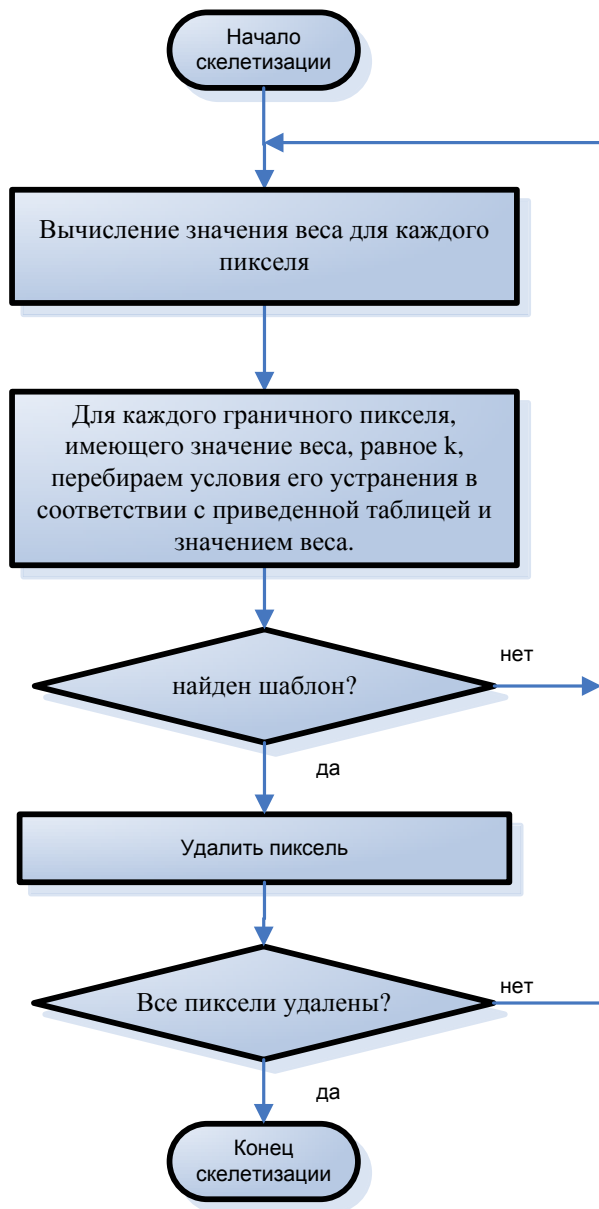 Начало
скелетизации
Вычисление значения веса для каждого
пикселя
Для каждого граничного пикселя,
имеющего значение веса, равное k,
перебираем условия его устранения в
соответствии с приведенной таблицей и
значением веса.
найден шаблон?
нет
да
Удалить пиксель
Все пиксели удалены?
нет
да
Конец
скелетизации